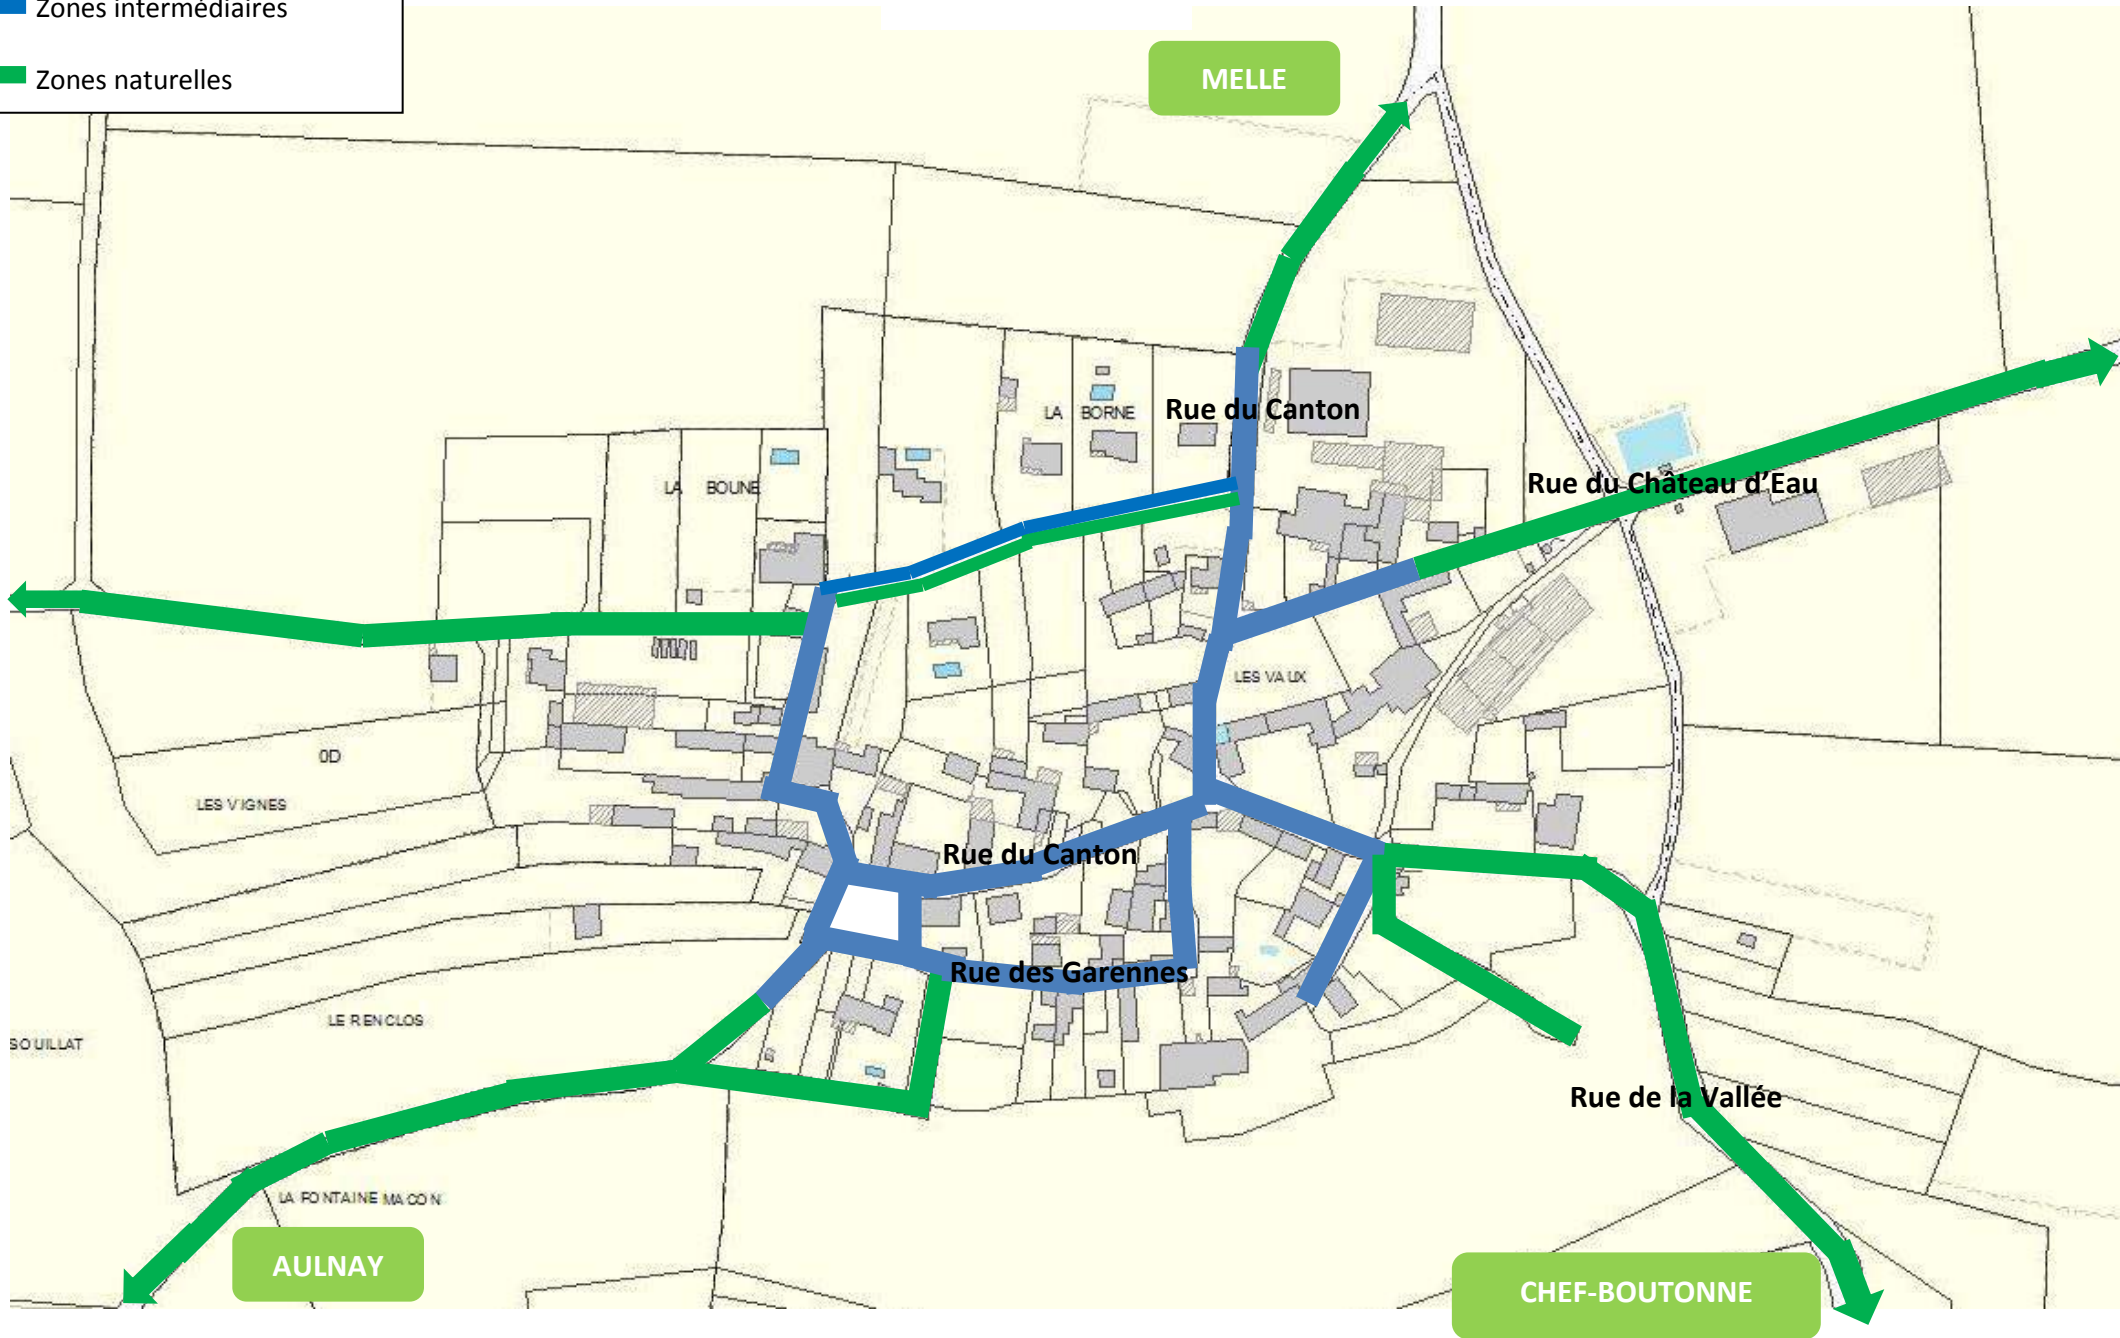 Zones intermédiaires
Zones naturelles
MELLE
LA BORNE
Rue du Canton
LA BOUNE
Rue du Château d'Eau
LES VAUX
0D
LES VIGNES
Rue du Canton
Rue des Garennes
LE RENCLOS
SOUILLAT
Rue de la Vallée
LA FONTAINE MACON
AULNAY
CHEF-BOUTONNE